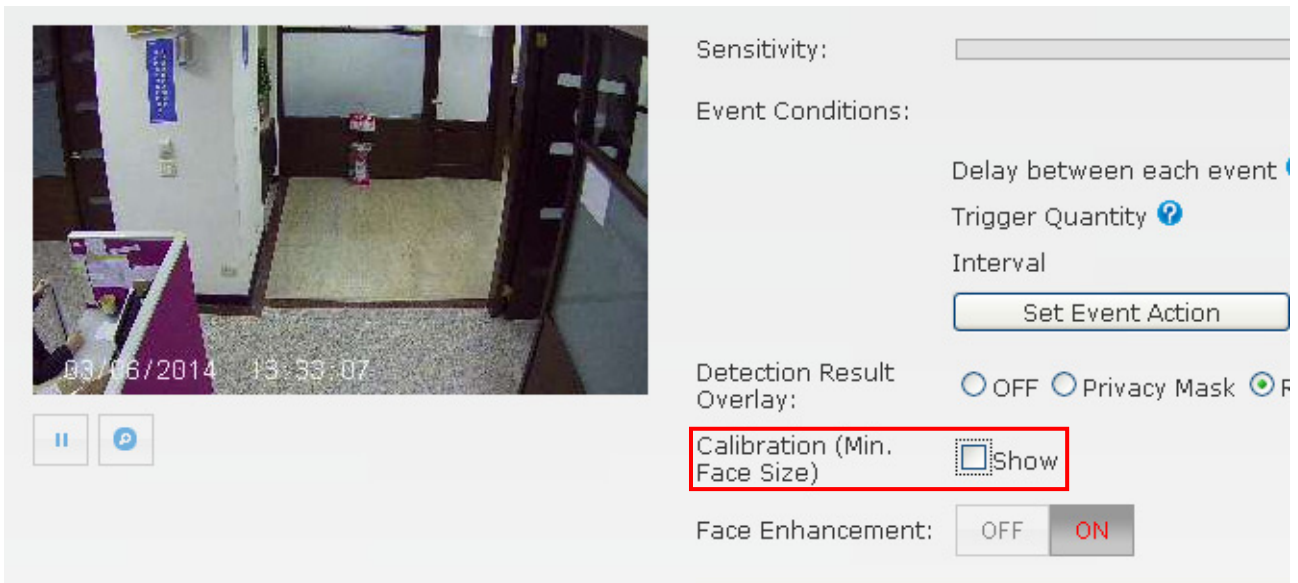 Sensitivity:
Event Conditions:
Delay between each event
Trigger Quantity ?
Interval
Set Event Action
03/06/2014 13:33:07
Detection Result
Overlay:
OFF Privacy Mask R
Calibration (Min.
Face Size)
Show
Face Enhancement:
OFF ON